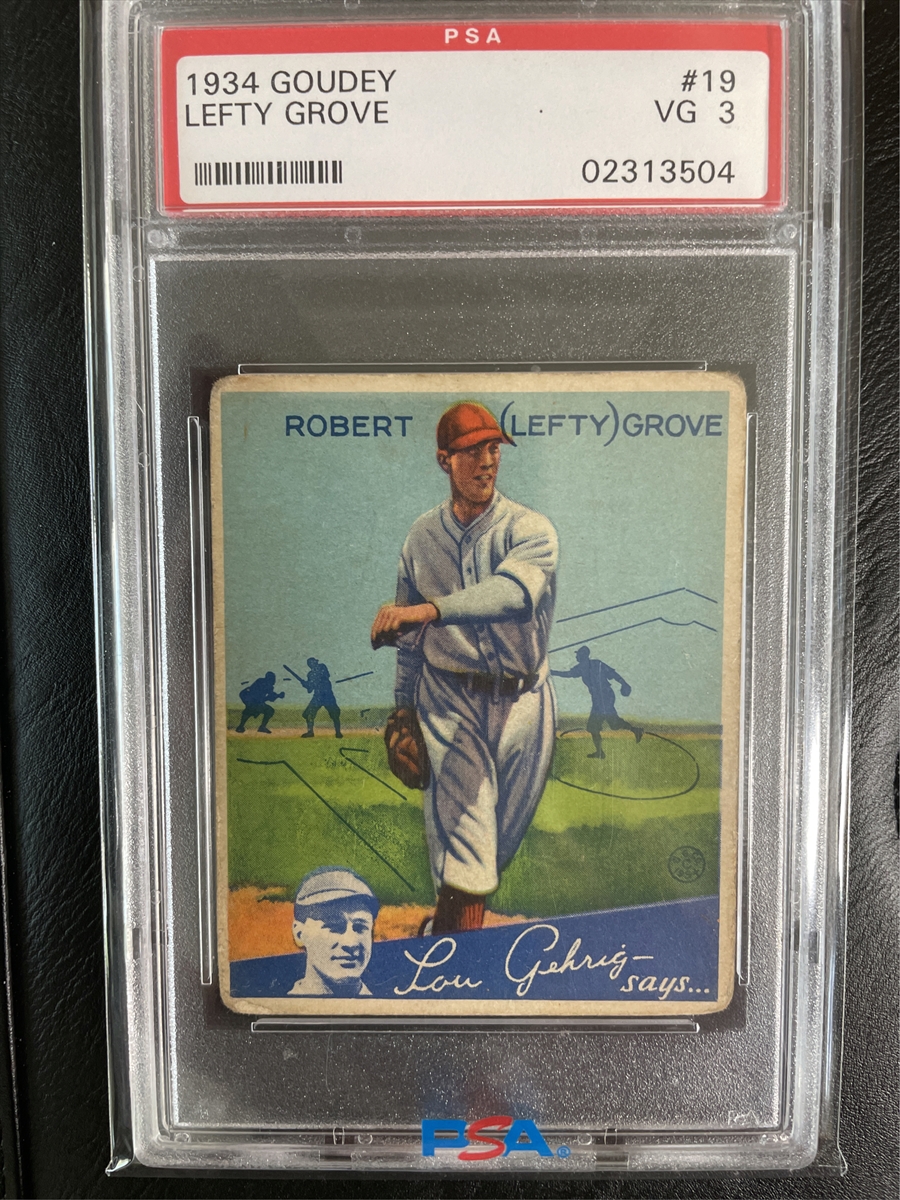 PSA
1934 GOUDEY #19
LEFTY GROVE VG 3
02313504
ROBERT (LEFTY) GROVE
Lou Gehrig-
says...
PSA®